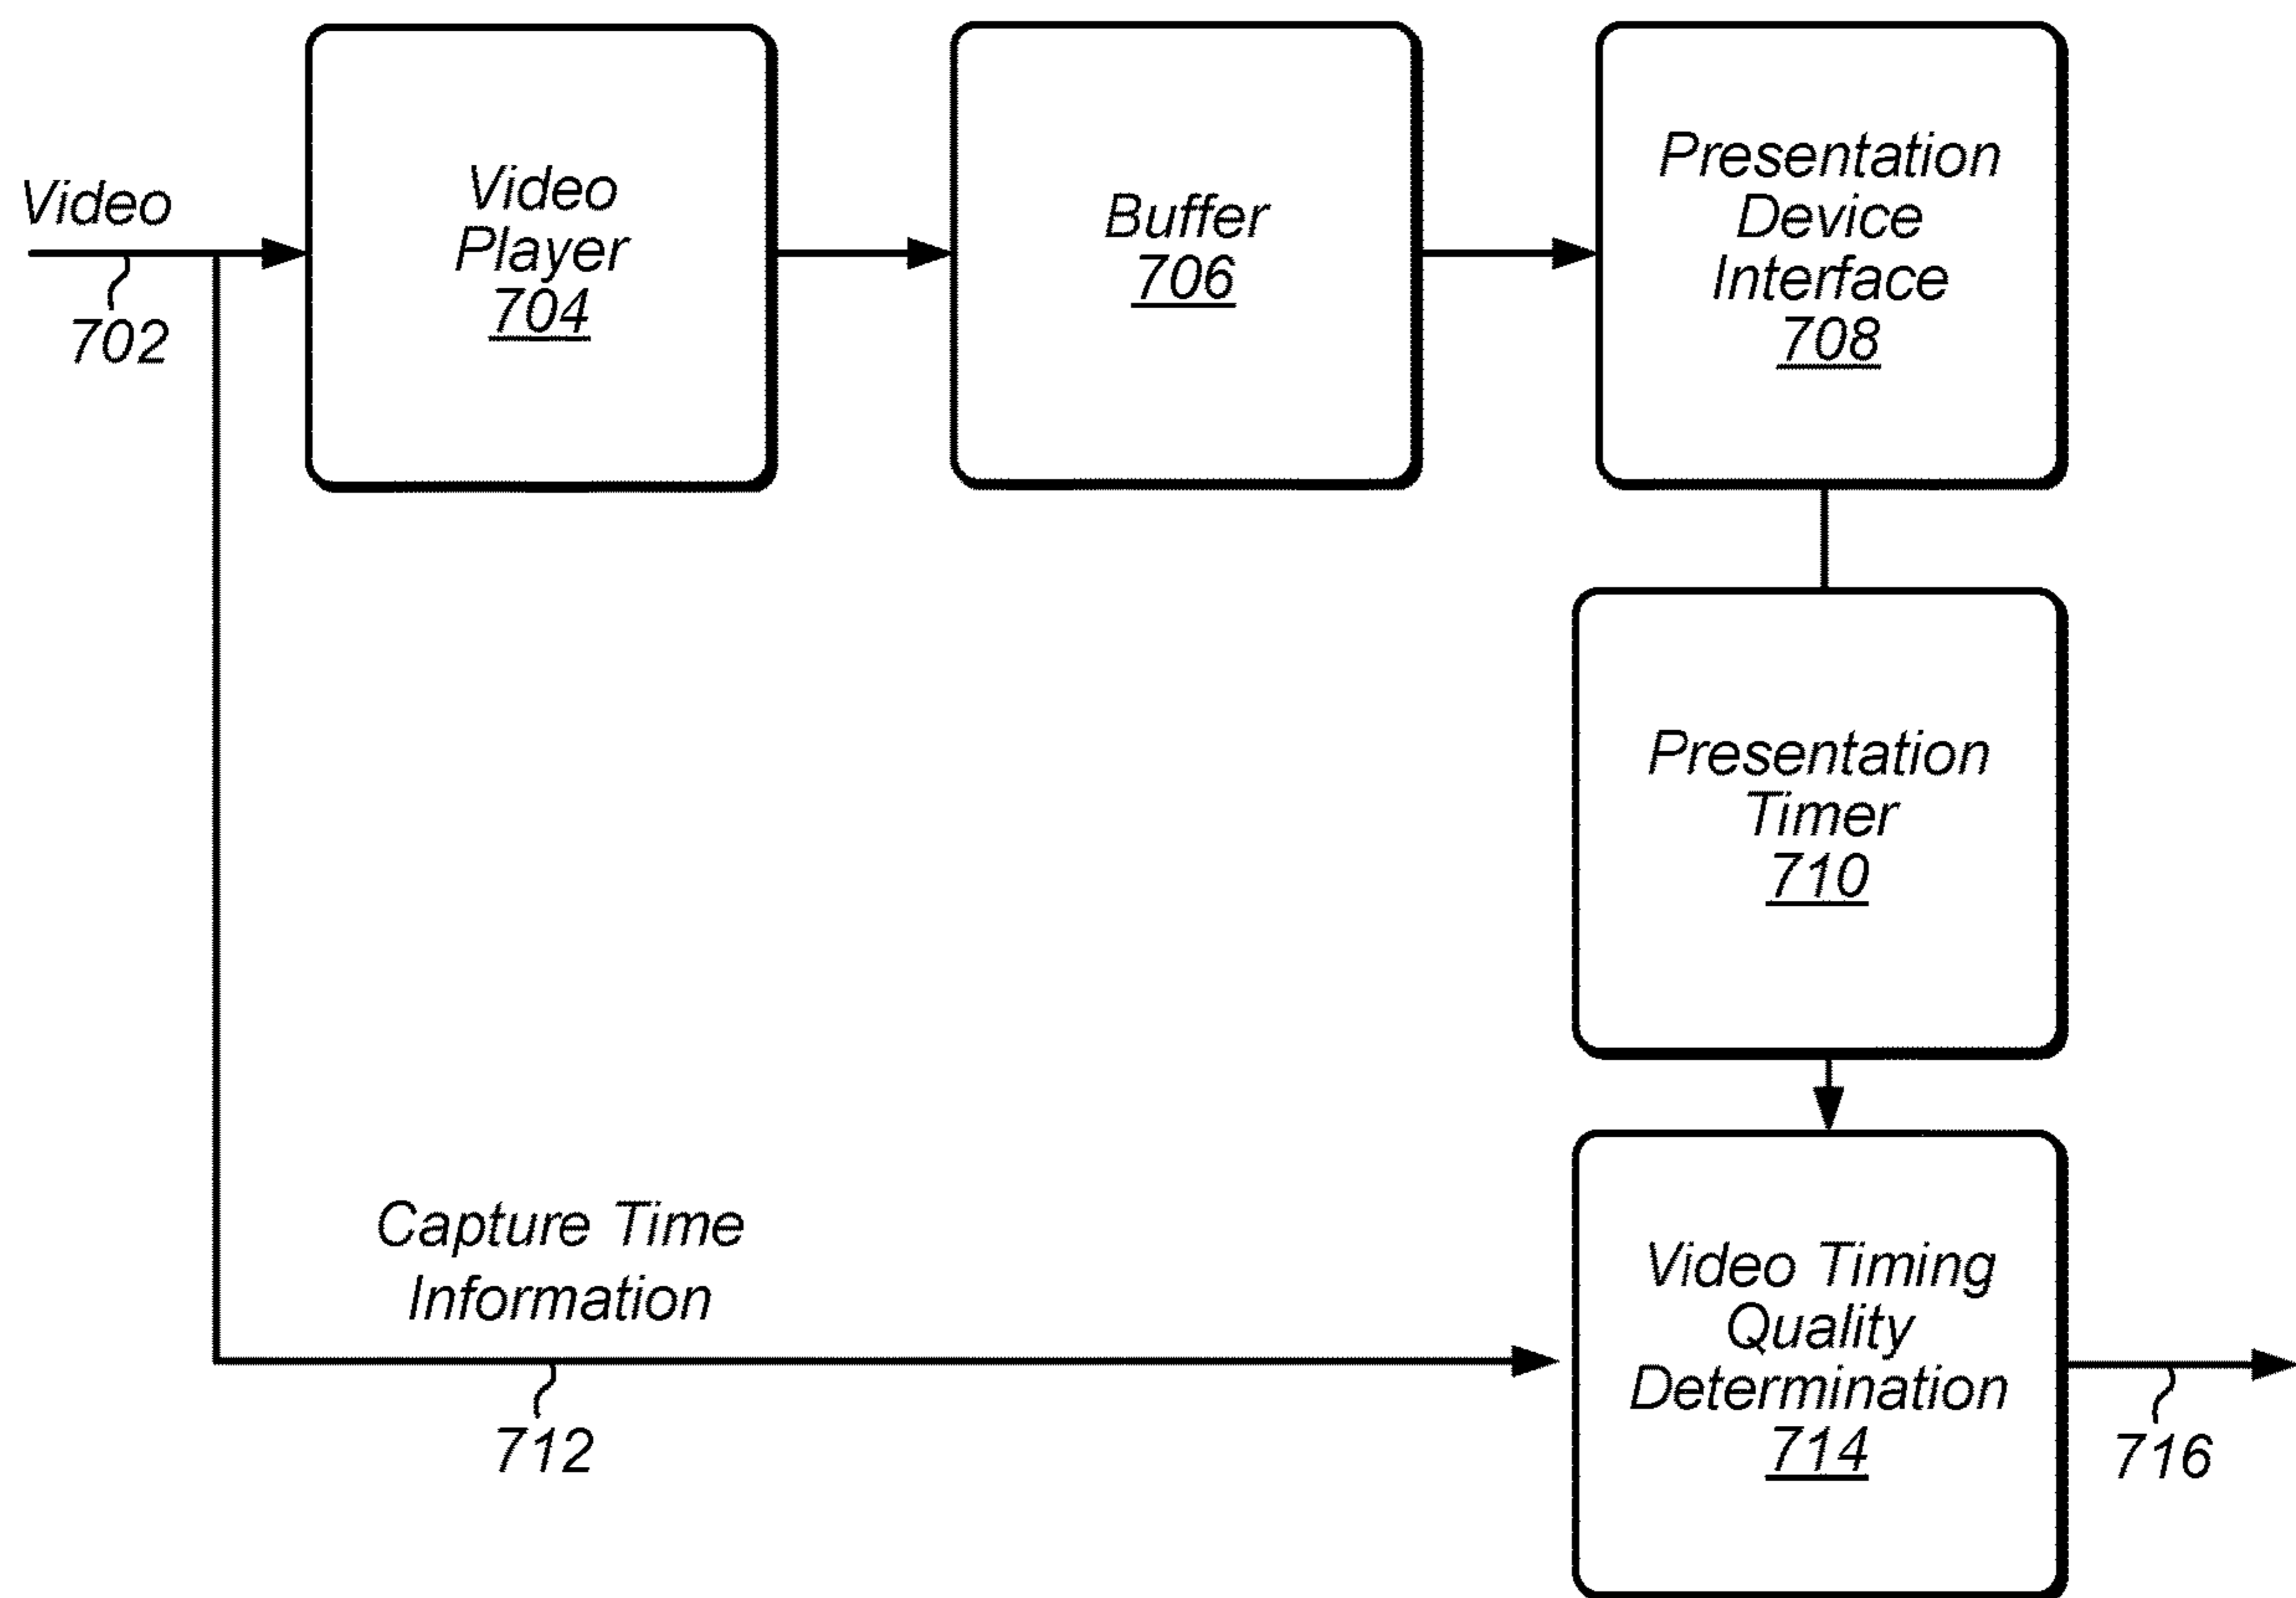 Video
702
Video
Player
704
Buffer
706
Presentation
Device
Interface
708
Presentation
Timer
710
Capture Time
Information
712
Video Timing
Quality
Determination
714
716